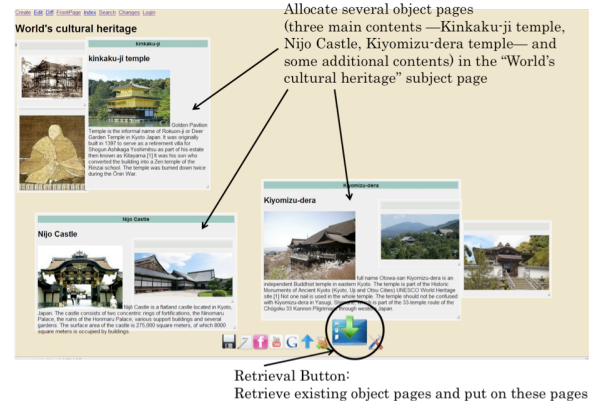 Create Edit Diff FrontPage Index Search Changes Login
World's cultural heritage
Allocate several object pages
(three main contents —Kinkaku-ji temple,
Nijo Castle, Kiyomizu-dera temple— and
some additional contents) in the “World's
cultural heritage” subject page
kinkaku-ji
kinkaku-ji temple
Golden Pavilion
Temple is the informal name of Rokuon-ji or Deer
Garden Temple in Kyoto Japan. It was originally
built in 1397 to serve as a retirement villa for
Shogun Ashikaga Yoshimitsu as part of his estate
then known as Kitayama [1] It was his son who
converted the building into a Zen temple of the
Rinzai school. The temple was burned down twice
during the Ōnin War.
Nijo Castle
Nijo Castle
Nijō Castle is a flatland castle located in Kyoto,
Japan. The castle consists of two concentric rings of fortifications, the Ninomaru
Palace, the ruins of the Honmaru Palace, various support buildings and several
gardens. The surface area of the castle is 275,000 square meters, of which 8000
square meters is occupied by buildings.
Kiyomizu-dera
Kiyomizu-dera
full name Otowa-san Kiyomizu-dera is an
independent Buddhist temple in eastern Kyoto. The temple is part of the Historic
Monuments of Ancient Kyoto (Kyoto, Uji and Otsu Cities) UNESCO World Heritage
site.[1] Not one nail is used in the whole temple. The temple should not be confused
with Kiyomizu-dera in Yasugi, which is part of the 33-temple route of the
Chūgoku 33 Kannon Pilgrimage through western Japan.
Retrieval Button:
Retrieve existing object pages and put on these pages